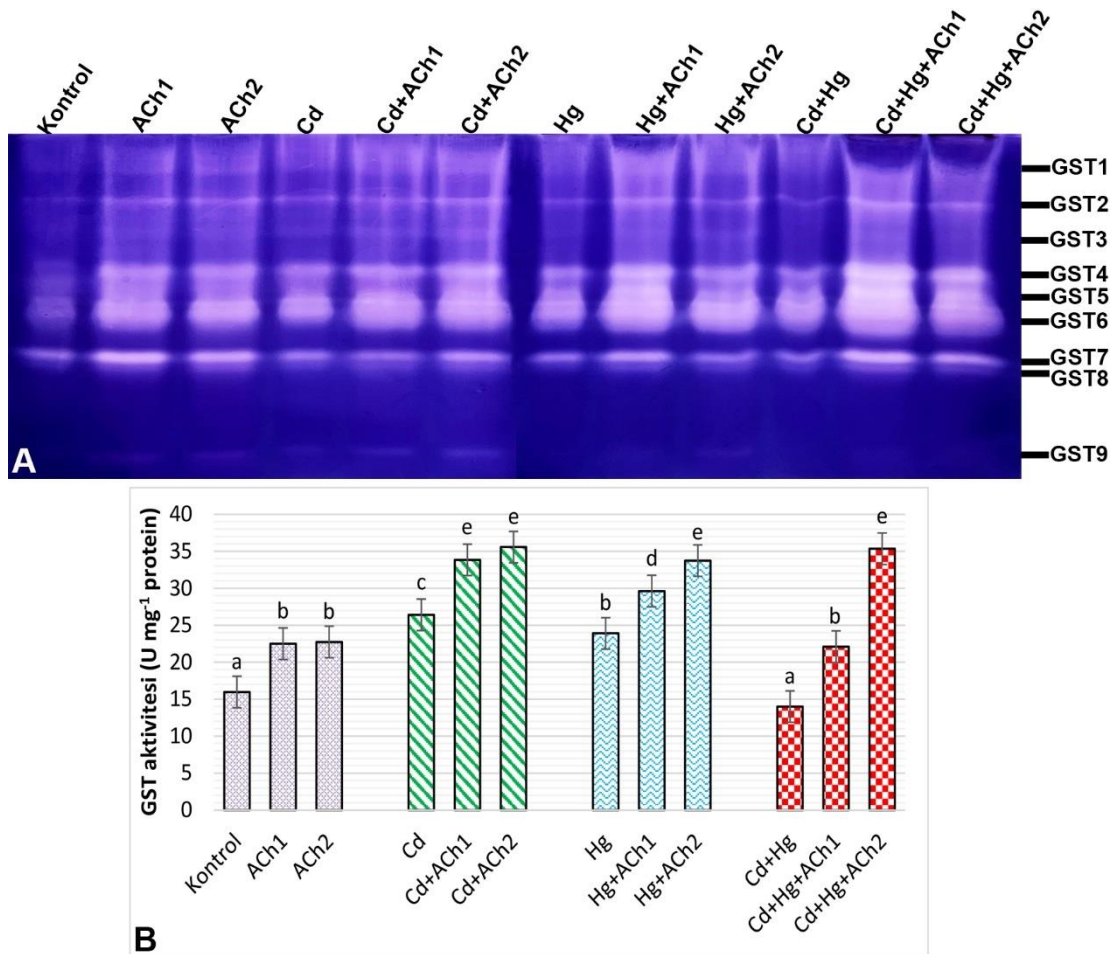 Kontrol
ACh1
ACh2
Cd
Cd+ACh1
Cd+ACh2
Hg
Hg+ACh1
Hg+ACh2
Cd+Hg
Cd+Hg+ACh1
Cd+Hg+ACh2
GST1
GST2
GST3
GST4
GST5
GST6
GST7
GST8
GST9
A
GST aktivitesi (U mg⁻¹ protein)
40
35
30
25
20
15
10
5
0
a
b
b
c
e
e
b
d
e
a
b
e
Kontrol
ACh1
ACh2
Cd
Cd+ACh1
Cd+ACh2
Hg
Hg+ACh1
Hg+ACh2
Cd+Hg
Cd+Hg+ACh1
Cd+Hg+ACh2
B